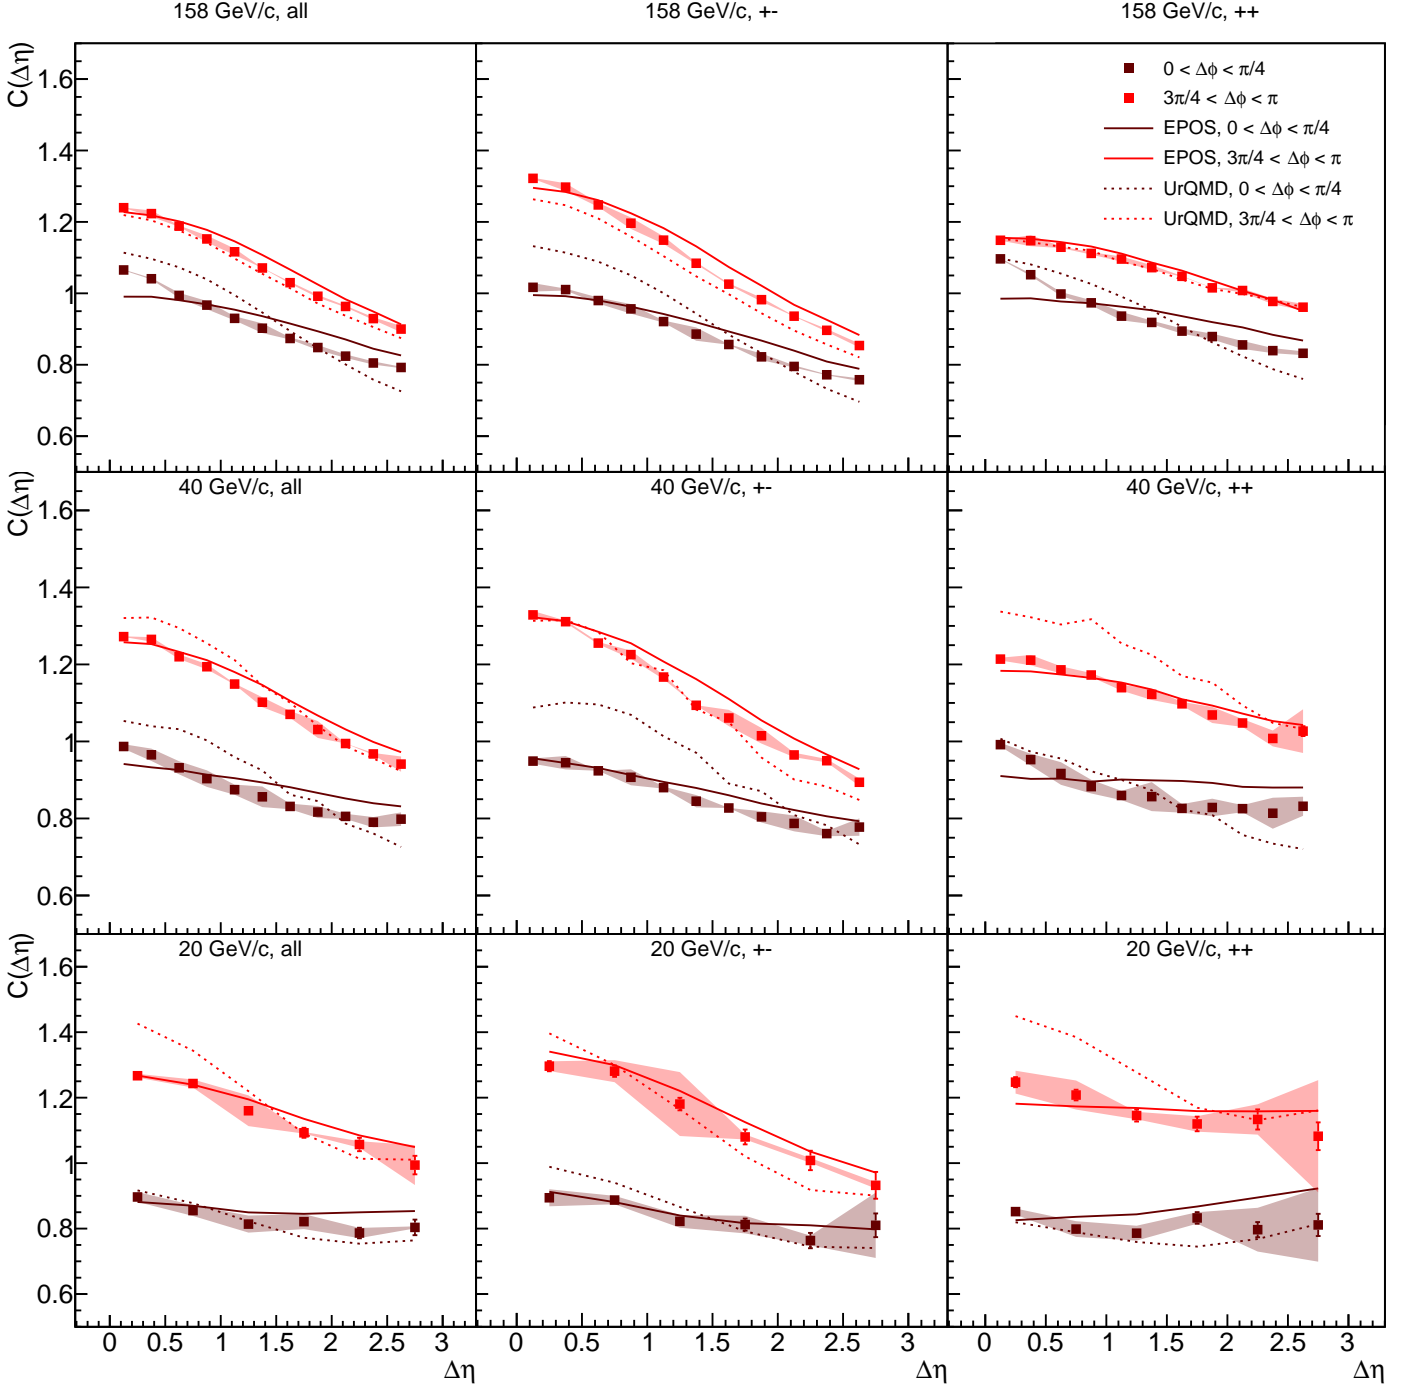 158 GeV/c, all
158 GeV/c, +-
158 GeV/c, ++
C(Δη)
1.6
1.4
1.2
1
0.8
0.6
0 < Δϕ < π/4
3π/4 < Δϕ < π
EPOS, 0 < Δϕ < π/4
EPOS, 3π/4 < Δϕ < π
UrQMD, 0 < Δϕ < π/4
UrQMD, 3π/4 < Δϕ < π
40 GeV/c, all
40 GeV/c, +-
40 GeV/c, ++
C(Δη)
1.6
1.4
1.2
1
0.8
0.6
20 GeV/c, all
20 GeV/c, +-
20 GeV/c, ++
C(Δη)
1.6
1.4
1.2
1
0.8
0.6
0 0.5 1 1.5 2 2.5 3
0 0.5 1 1.5 2 2.5 3
0 0.5 1 1.5 2 2.5 3
Δη
Δη
Δη